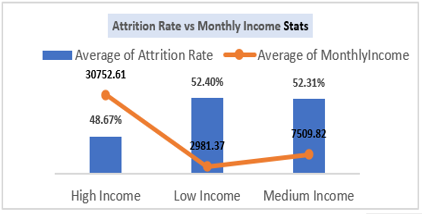 Attrition Rate vs Monthly Income Stats
Average of Attrition Rate Average of MonthlyIncome
30752.61
52.40% 52.31%
48.67%
2981.37 7509.82
High Income Low Income Medium Income